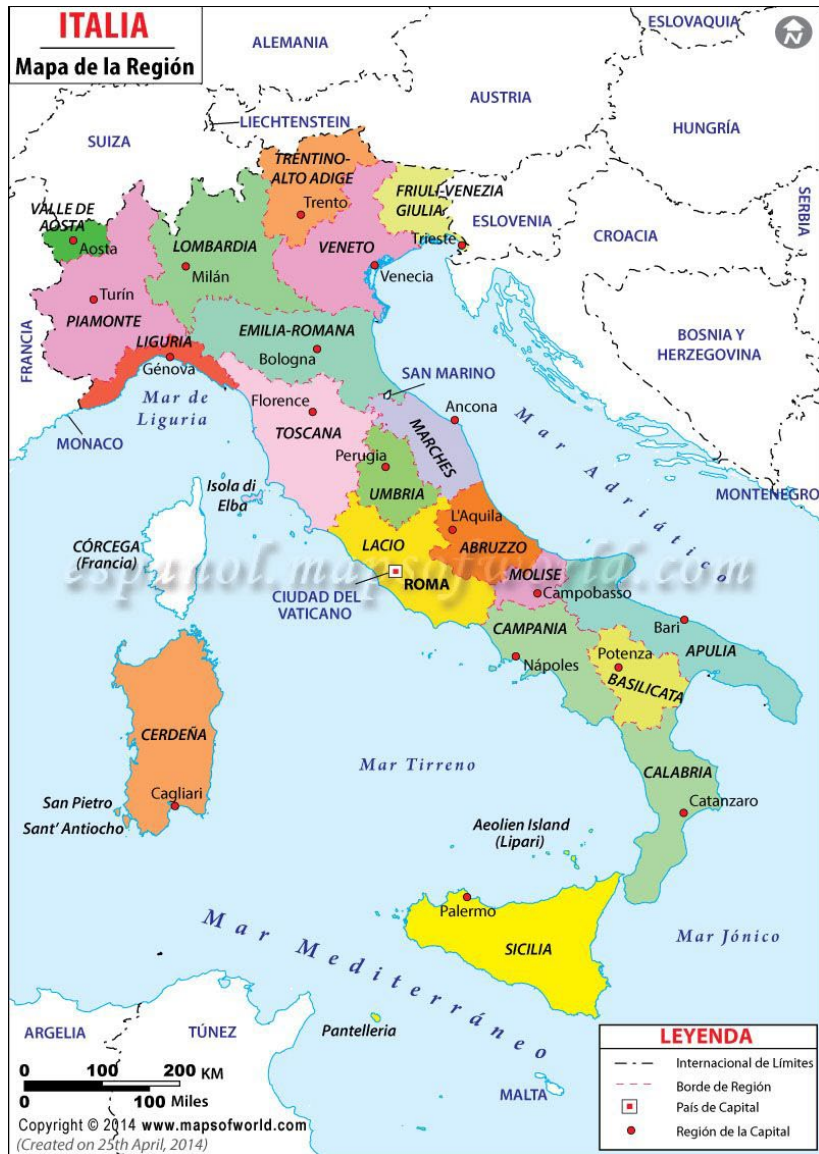 ITALIA
Mapa de la Región
ALEMANIA
ESLOVAQUIA
N
AUSTRIA
LIECHTENSTEIN
HUNGRÍA
SUIZA
TRENTINO-
ALTO ADIGE
Trento
FRIULI-VENEZIA
GIULIA
ESLOVENIA
SERBIA
VALLE DE
AOSTA
Aosta
LOMBARDIA
Milán
VENETO
Venecia
Trieste
CROACIA
Turín
PIAMONTE
FRANCIA
LIGURIA
Génova
EMILIA-ROMANA
Bologna
BOSNIA Y
HERZEGOVINA
SAN MARINO
Mar de
Liguria
MONACO
Florence
TOSCANA
Ancona
MARCHES
Perugia
UMBRIA
Mar Adriático
MONTENEGRO
Isola di
Elba
L'Aquila
ABRUZZO
LACIO
CÓRCEGA
(Francia)
espanol.mapsofworld.com
CIUDAD DEL
VATICANO
ROMA
MOLISE
Campobasso
CAMPANIA
Nápoles
Bari
APULIA
Potenza
BASILICATA
CERDEÑA
Cagliari
San Pietro
Sant' Antiocho
Mar Tirreno
CALABRIA
Catanzaro
Aeolien Island
(Lipari)
Palermo
SICILIA
Mar Jónico
Mar Mediterráneo
ARGELIA
TÚNEZ
Pantelleria
MALTA
0 100 200 KM
0 100 Miles
Copyright © 2014 www.mapsofworld.com
(Created on 25th April, 2014)
LEYENDA
Internacional de Límites
Borde de Región
País de Capital
Región de la Capital